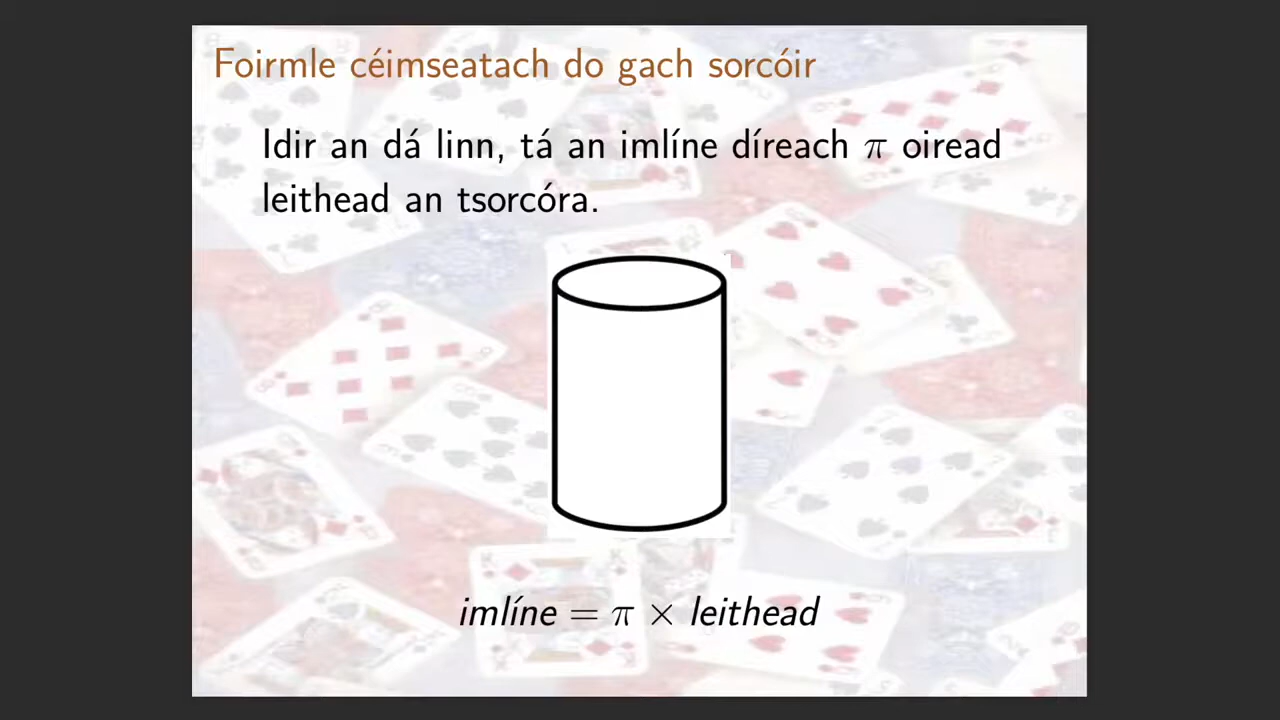 Foirmle céimseatach do gach sorcóir
Idir an dá linn, tá an imlíne díreach π oiread
leithead an tsorcóra.
imlíne = π × leithead